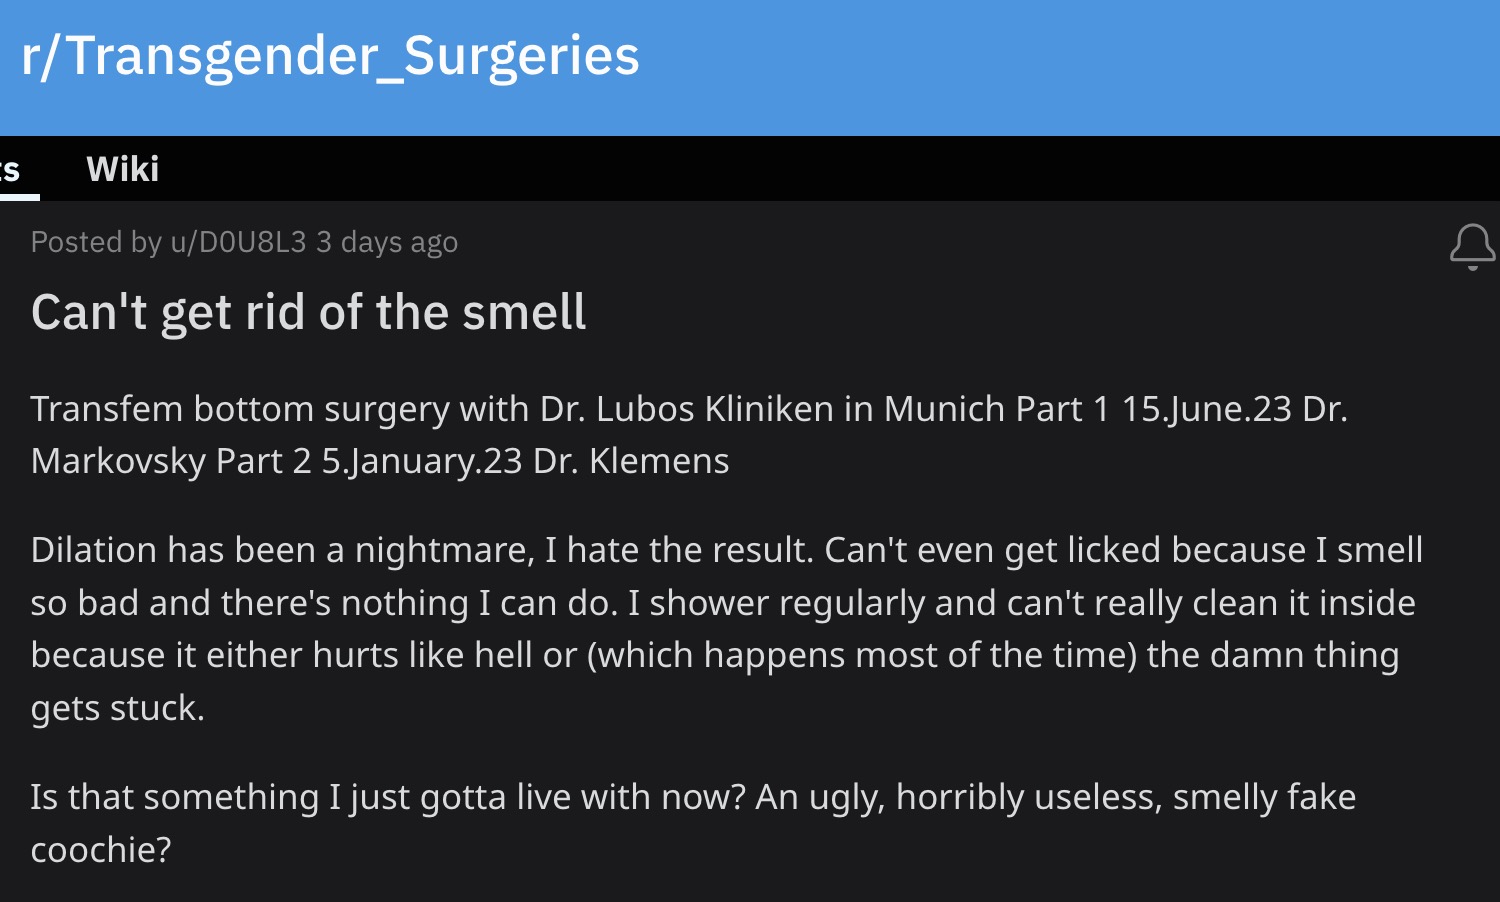 r/Transgender_Surgeries
ts Wiki
Posted by u/D0U8L3 3 days ago
Can't get rid of the smell
Transfem bottom surgery with Dr. Lubos Kliniken in Munich Part 1 15.June.23 Dr.
Markovsky Part 2 5.January.23 Dr. Klemens
Dilation has been a nightmare, I hate the result. Can't even get licked because I smell
so bad and there's nothing I can do. I shower regularly and can't really clean it inside
because it either hurts like hell or (which happens most of the time) the damn thing
gets stuck.
Is that something I just gotta live with now? An ugly, horribly useless, smelly fake
coochie?